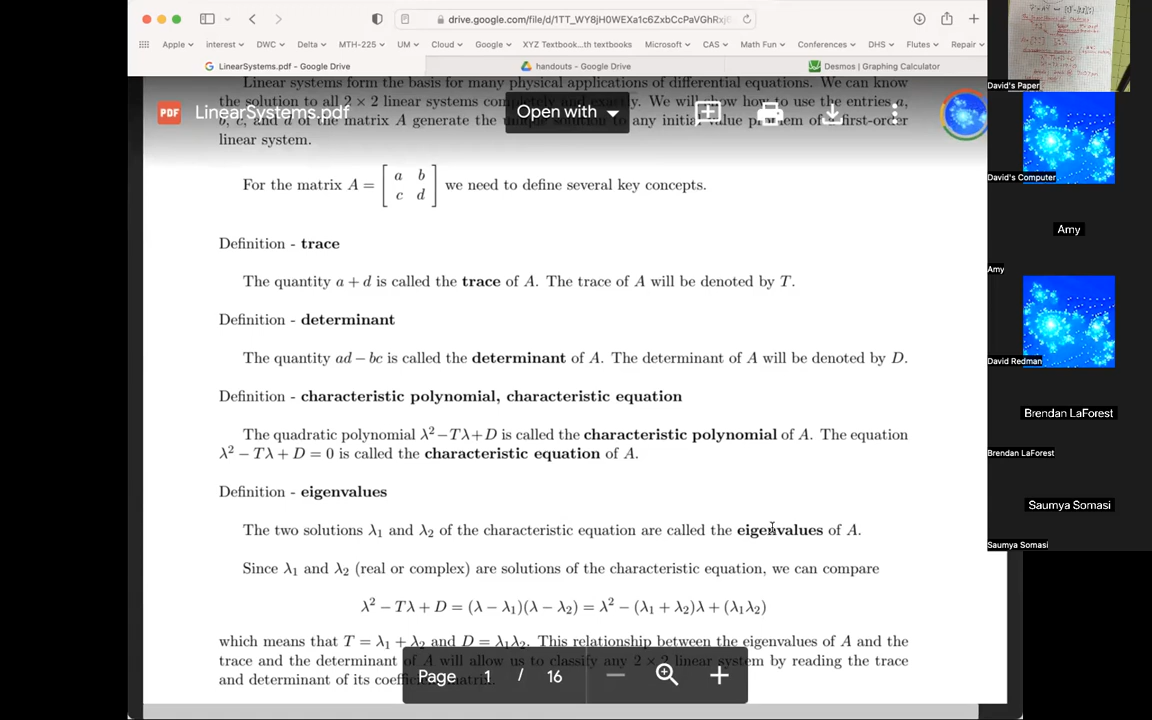 drive.google.com/file/d/1TT_WY8jH0WEXa1c6ZxbCcPaVGhRxj6
Apple interest DWC Delta MTH-225 UM Cloud Google XYZ Textbook...th textbooks Microsoft CAS Math Fun Conferences DHS Flutes Repair
LinearSystems.pdf - Google Drive handouts - Google Drive Desmos | Graphing Calculator
Linear systems form the basis for many physical applications of differential equations. We can know
the solution to all 2 × 2 linear systems completely and exactly. We will show how to use the entries a,
b, c, and d of the matrix A generate the solution to any initial value problem of a first-order
linear system.
PDF LinearSystems.pdf Open with
For the matrix A = [ a b
c d ] we need to define several key concepts.
Definition - trace
The quantity a + d is called the trace of A. The trace of A will be denoted by T.
Definition - determinant
The quantity ad − bc is called the determinant of A. The determinant of A will be denoted by D.
Definition - characteristic polynomial, characteristic equation
The quadratic polynomial λ² − Tλ + D is called the characteristic polynomial of A. The equation
λ² − Tλ + D = 0 is called the characteristic equation of A.
Definition - eigenvalues
The two solutions λ₁ and λ₂ of the characteristic equation are called the eigenvalues of A.
Since λ₁ and λ₂ (real or complex) are solutions of the characteristic equation, we can compare
λ² − Tλ + D = (λ − λ₁)(λ − λ₂) = λ² − (λ₁ + λ₂)λ + (λ₁λ₂)
which means that T = λ₁ + λ₂ and D = λ₁λ₂. This relationship between the eigenvalues of A and the
trace and the determinant of A will allow us to classify any 2 × 2 linear system by reading the trace
and determinant of its coefficient matrix.
Page 1 / 16
David's Paper
David's Computer
Amy
Amy
David Redman
Brendan LaForest
Brendan LaForest
Saumya Somasi
Saumya Somasi